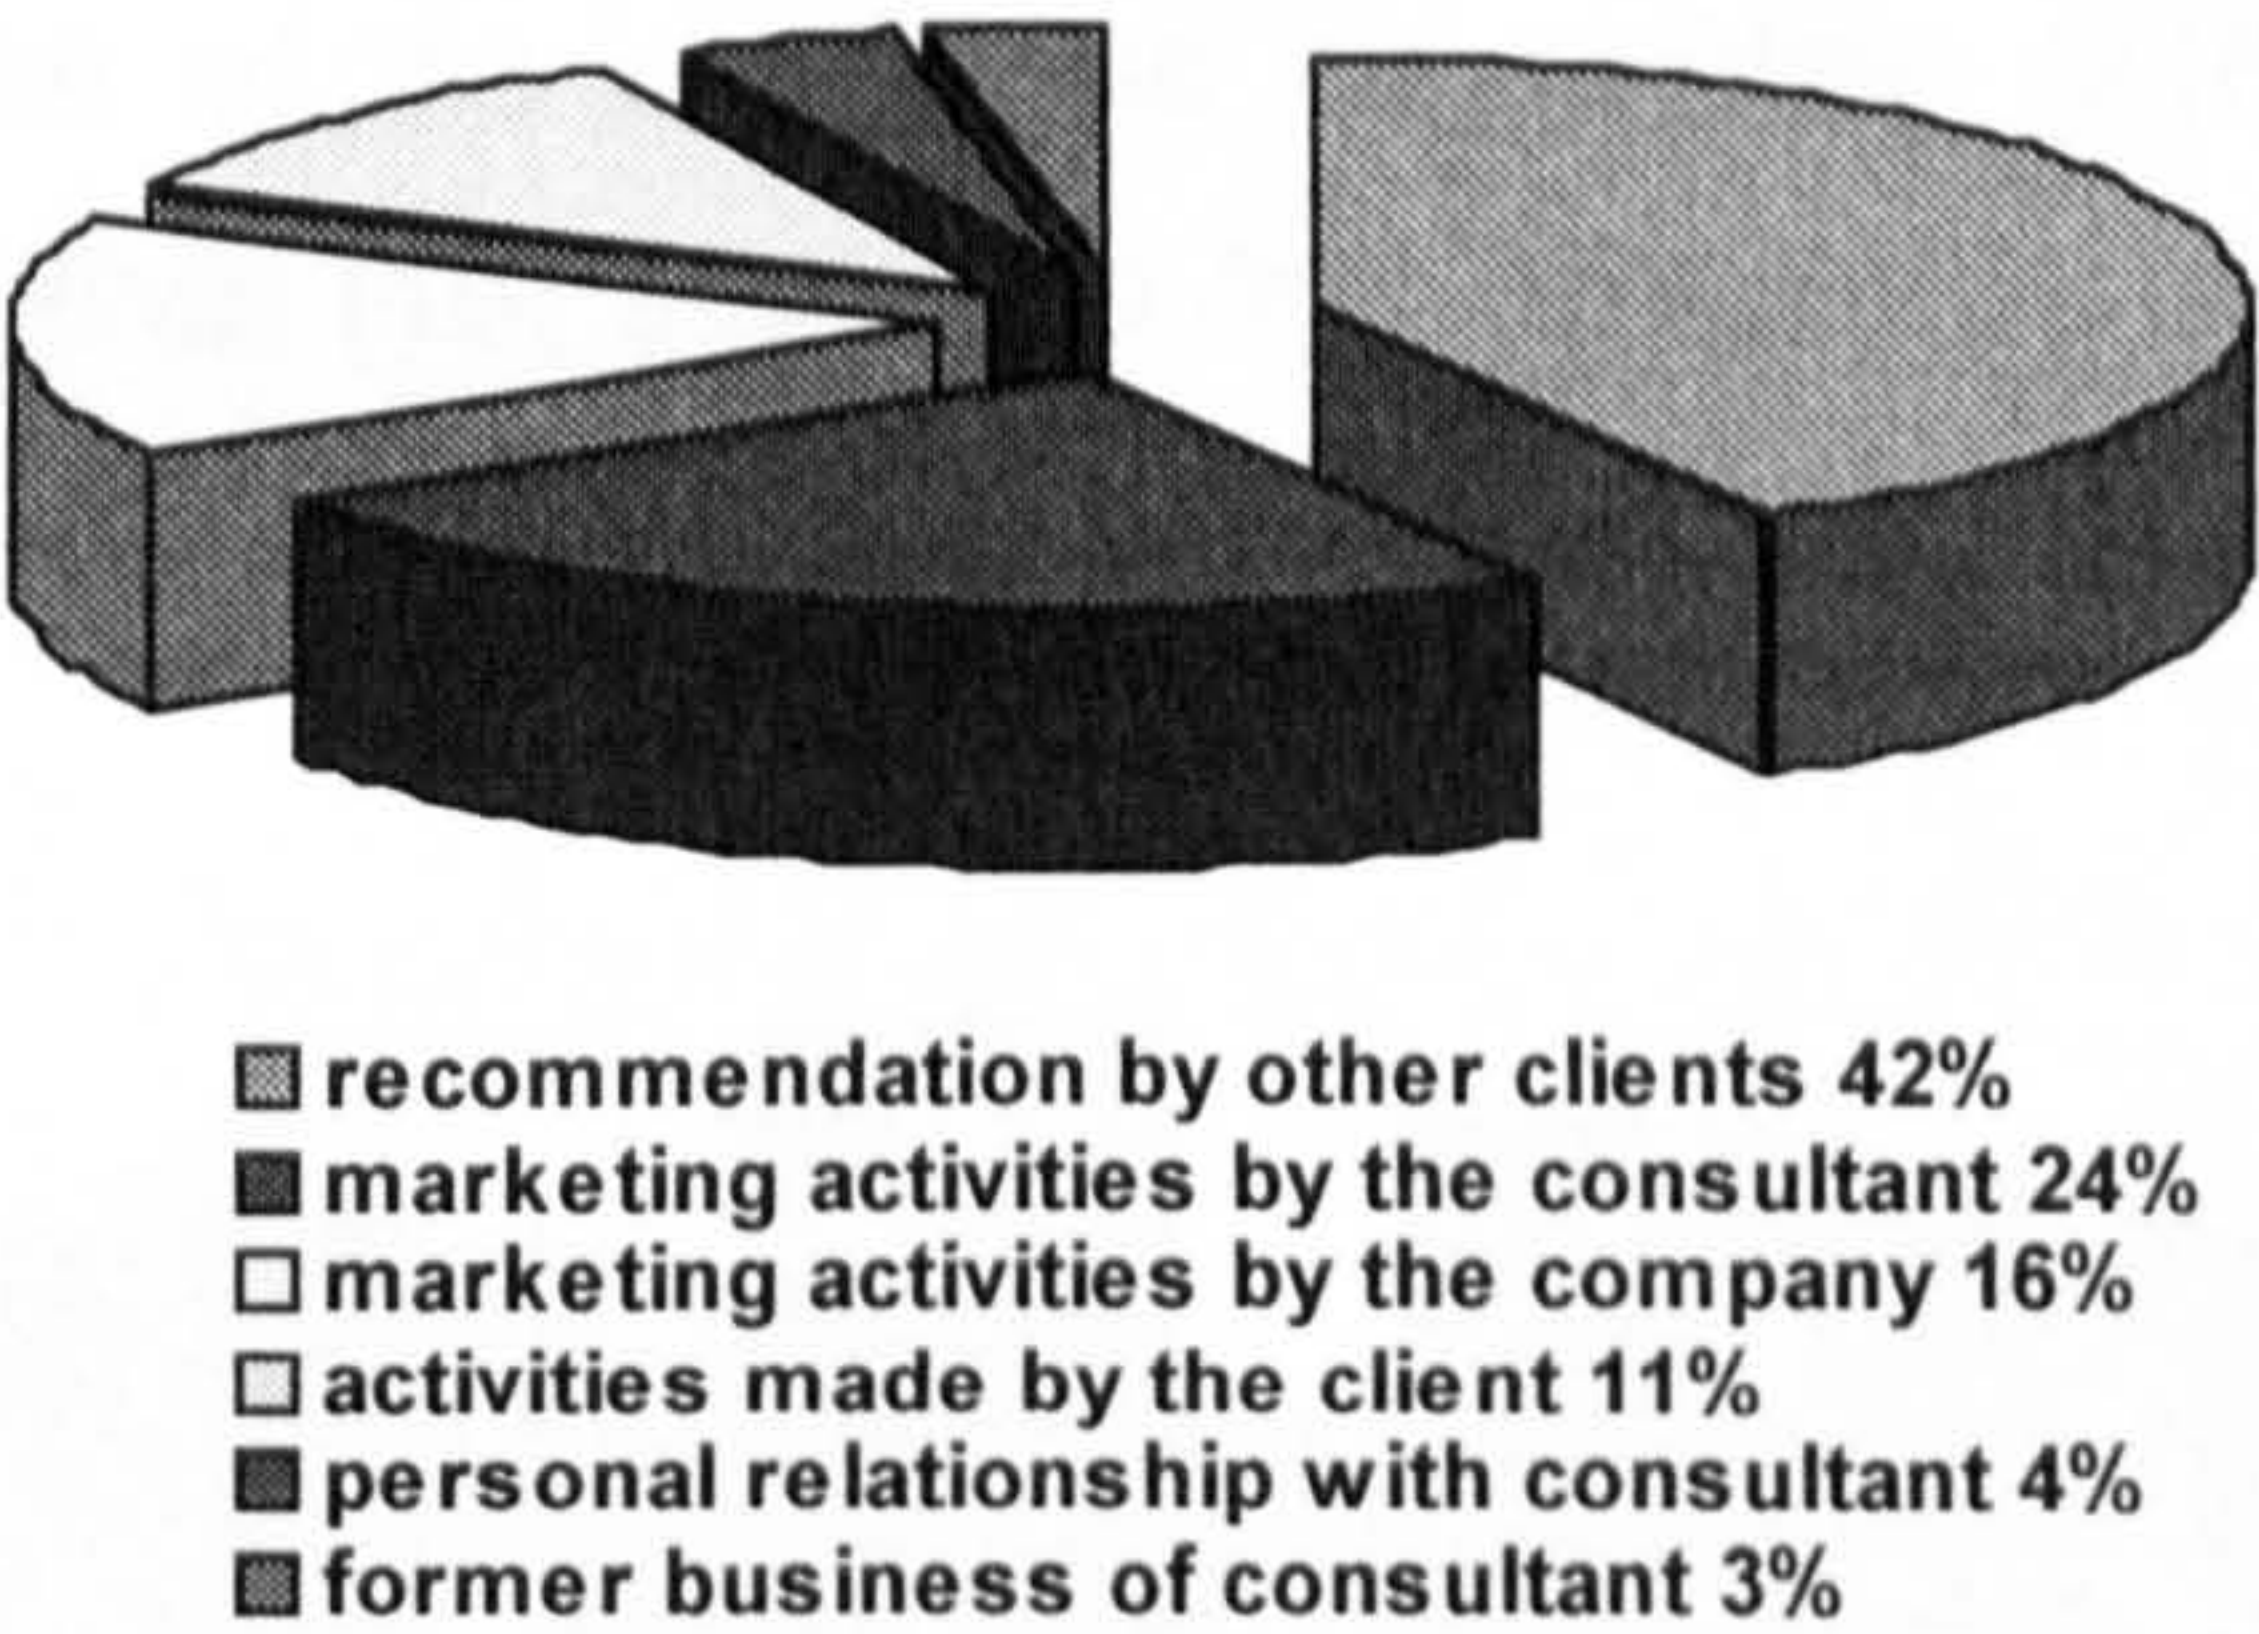 recommendation by other clients 42%
marketing activities by the consultant 24%
marketing activities by the company 16%
activities made by the client 11%
personal relationship with consultant 4%
former business of consultant 3%